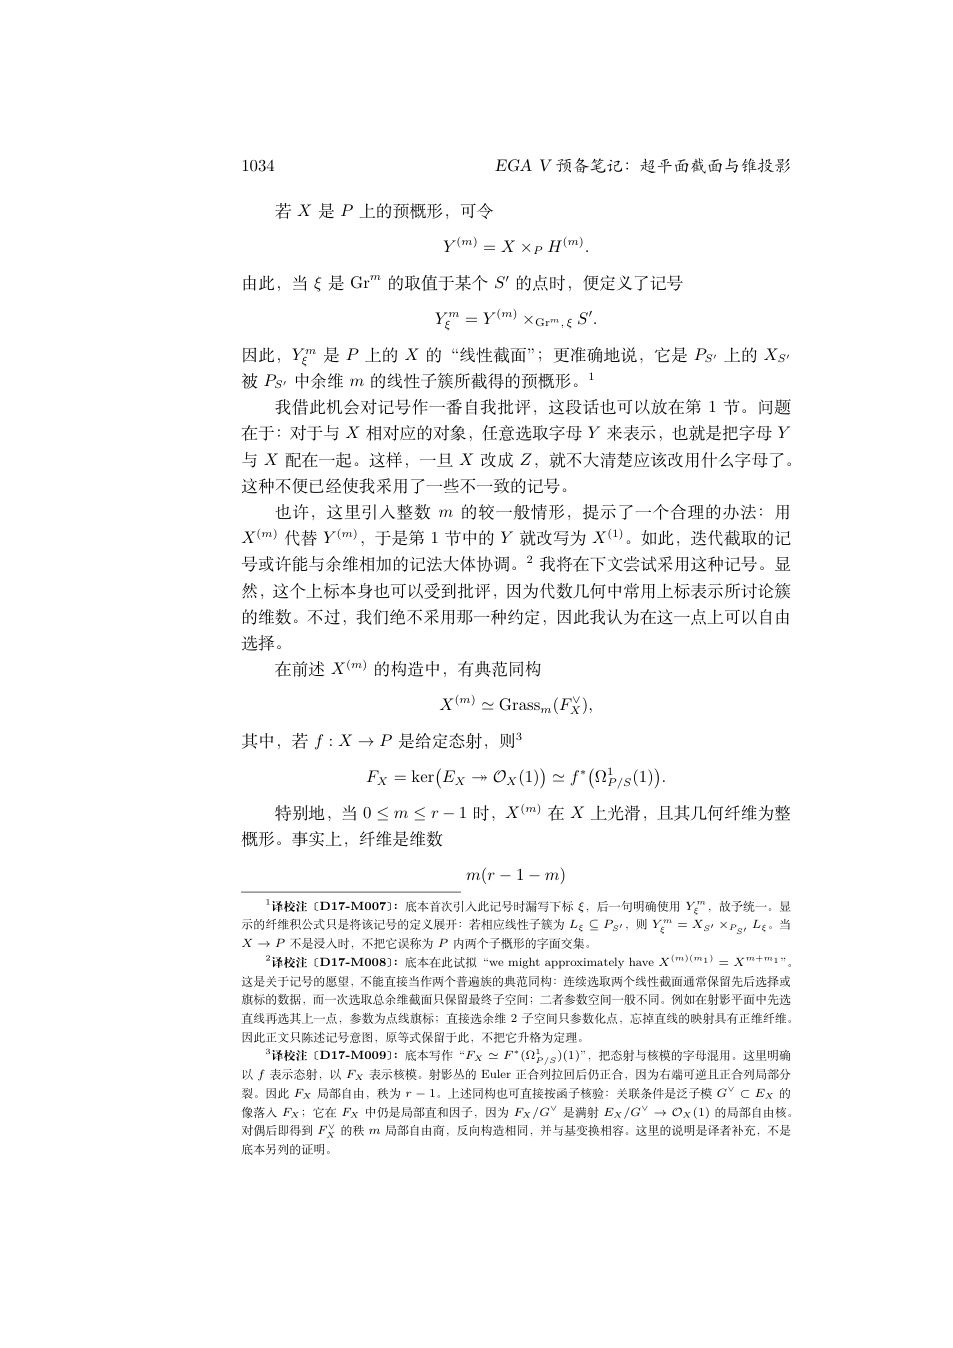 1034 EGA V 预备笔记：超平面截面与锥投影
若 X 是 P 上的预概形，可令
Y^{(m)} = X ×_P H^{(m)}.
由此，当 ξ 是 Gr^m 的取值于某个 S′ 的点时，便定义了记号
Y_ξ^m = Y^{(m)} ×_{Gr^m, ξ} S′.
因此，Y_ξ^m 是 P 上的 X 的“线性截面”；更准确地说，它是 P_{S′} 上的 X_{S′}
被 P_{S′} 中余维 m 的线性子簇所截得的预概形。¹
我借此机会对记号作一番自我批评，这段话也可以放在第 1 节。问题
在于：对于与 X 相对应的对象，任意选取字母 Y 来表示，也就是把字母 Y
与 X 配在一起。这样，一旦 X 改成 Z，就不大清楚应该改用什么字母了。
这种不便已经使我采用了一些不一致的记号。
也许，这里引入整数 m 的较一般情形，提示了一个合理的办法：用
X^{(m)} 代替 Y^{(m)}，于是第 1 节中的 Y 就改写为 X^{(1)}。如此，迭代截取的记
号或许能与余维相加的记法大体协调。² 我将在下文尝试采用这种记号。显
然，这个上标本身也可以受到批评，因为代数几何中常用上标表示所讨论簇
的维数。不过，我们绝不采用那一种约定，因此我认为在这一点上可以自由
选择。
在前述 X^{(m)} 的构造中，有典范同构
X^{(m)} ≃ Grass_m(F_X^∨),
其中，若 f : X → P 是给定态射，则³
F_X = ker(E_X ↠ O_X(1)) ≃ f*(Ω^1_{P/S}(1)).
特别地，当 0 ≤ m ≤ r − 1 时，X^{(m)} 在 X 上光滑，且其几何纤维为整
概形。事实上，纤维是维数
m(r − 1 − m)
¹译校注〔D17-M007〕：底本首次引入此记号时漏写下标 ξ，后一句明确使用 Y_ξ^m，故予统一。显
示的纤维积公式只是将该记号的定义展开：若相应线性子簇为 L_ξ ⊆ P_{S′}，则 Y_ξ^m = X_{S′} ×_{P_{S′}} L_ξ。当
X → P 不是浸入时，不把它误称为 P 内两个子概形的字面交集。
²译校注〔D17-M008〕：底本在此试拟 “we might approximately have X^{(m)(m_1)} = X^{m+m_1}”。
这是关于记号的愿望，不能直接当作两个普遍族的典范同构：连续选取两个线性截面通常保留先后选择或
旗标的数据，而一次选取总余维截面只保留最终子空间；二者参数空间一般不同。例如在射影平面中先选
直线再选其上一点，参数为点线旗标；直接选余维 2 子空间只参数化点，忘掉直线的映射具有正维纤维。
因此正文只陈述记号意图，原等式保留于此，不把它升格为定理。
³译校注〔D17-M009〕：底本写作 “F_X ≃ F*(Ω^1_{P/S})(1)”，把态射与核模的字母混用。这里明确
以 f 表示态射，以 F_X 表示核模。射影丛的 Euler 正合列拉回后仍正合，因为右端可逆且正合列局部分
裂。因此 F_X 局部自由，秩为 r − 1。上述同构也可直接按函子核验：关联条件是泛子模 G^∨ ⊂ E_X 的
像落入 F_X；它在 F_X 中仍是局部直和因子，因为 F_X/G^∨ 是满射 E_X/G^∨ → O_X(1) 的局部自由核。
对偶后即得到 F_X^∨ 的秩 m 局部自由商，反向构造相同，并与基变换相容。这里的说明是译者补充，不是
底本另列的证明。